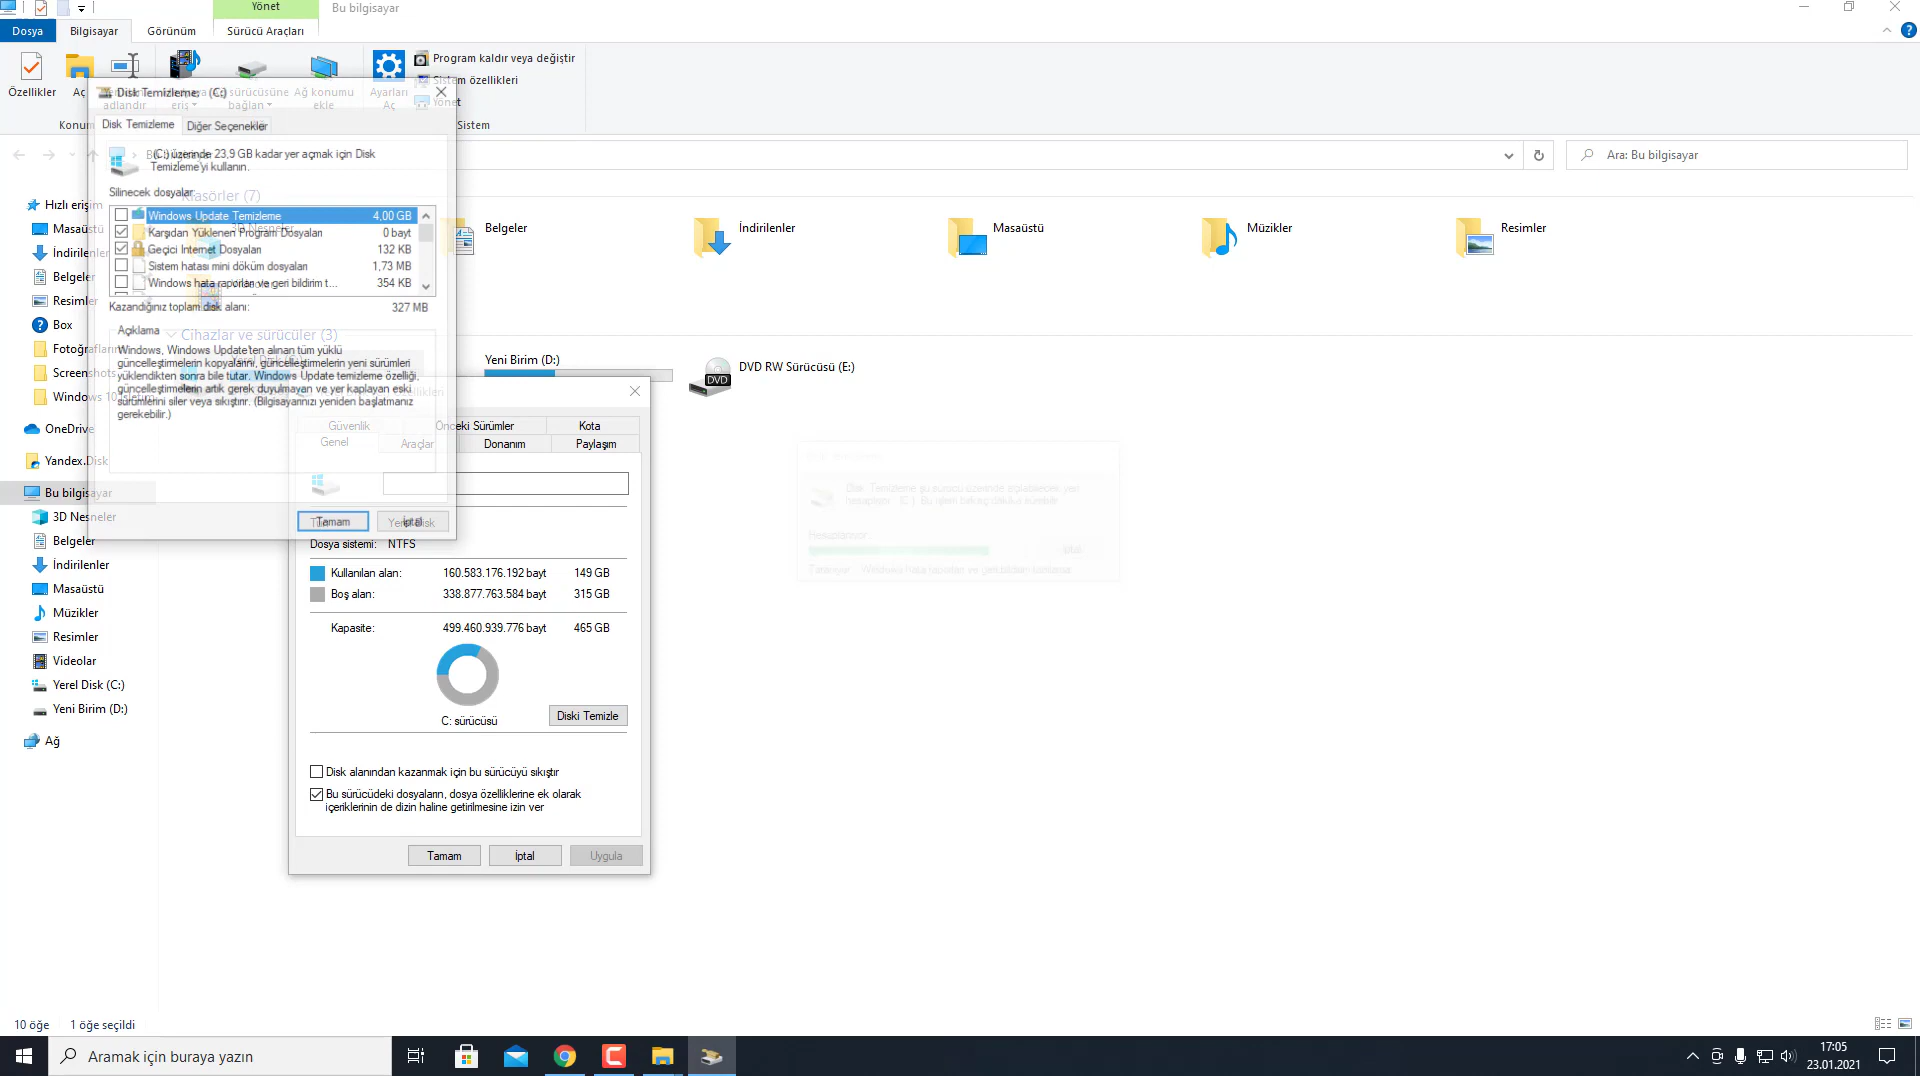 Yönet
Bu bilgisayar
Dosya
Bilgisayar
Görünüm
Sürücü Araçları
Özellikler
Aç
adlandır
eriş
sürücüsüne
bağlan
Ağ konumu
ekle
Ayarları
Aç
Program kaldır veya değiştir
Sistem özellikleri
Yönet
Konum
Sistem
Ara: Bu bilgisayar
Disk Temizleme, (C:)
Disk Temizleme
Diğer Seçenekler
(C:) üzerinde 23,9 GB kadar yer açmak için Disk
Temizleme'yi kullanın.
Silinecek dosyalar:
Klasörler (7)
Windows Update Temizleme 4,00 GB
Karşıdan Yüklenen Program Dosyaları 0 bayt
Geçici Internet Dosyaları 132 KB
Sistem hatası mini döküm dosyaları 1,73 MB
Windows hata raporları ve geri bildirim t... 354 KB
Kazandığınız toplam disk alanı: 327 MB
Açıklama
Cihazlar ve sürücüler (3)
Windows, Windows Update'ten alınan tüm yüklü
güncelleştirmelerin kopyalarını, güncelleştirmelerin yeni sürümleri
yüklendikten sonra bile tutar. Windows Update temizleme özelliği,
güncelleştirmelerin artık gerek duyulmayan ve yer kaplayan eski
sürümlerini siler veya sıkıştırır. (Bilgisayarınızı yeniden başlatmanız
gerekebilir.)
Tamam
İptal
Hızlı erişim
Masaüstü
İndirilenler
Belgeler
Resimler
Box
Fotoğraflarım
Screenshots
Windows 10
OneDrive
Yandex.Disk
Bu bilgisayar
3D Nesneler
Belgeler
İndirilenler
Masaüstü
Müzikler
Resimler
Videolar
Yerel Disk (C:)
Yeni Birim (D:)
Ağ
3D Nesneler
Belgeler
İndirilenler
Masaüstü
Müzikler
Resimler
Yeni Birim (D:)
DVD
DVD RW Sürücüsü (E:)
Güvenlik
Önceki Sürümler
Kota
Genel
Araçlar
Donanım
Paylaşım
Yerel Disk
Dosya sistemi: NTFS
Kullanılan alan: 160.583.176.192 bayt 149 GB
Boş alan: 338.877.763.584 bayt 315 GB
Kapasite: 499.460.939.776 bayt 465 GB
C: sürücüsü
Diski Temizle
Disk alanından kazanmak için bu sürücüyü sıkıştır
Bu sürücüdeki dosyaların, dosya özelliklerine ek olarak
içeriklerinin de dizin haline getirilmesine izin ver
Tamam
İptal
Uygula
Hesaplanıyor...
İptal
10 öğe
1 öğe seçildi
Aramak için buraya yazın
17:05
23.01.2021